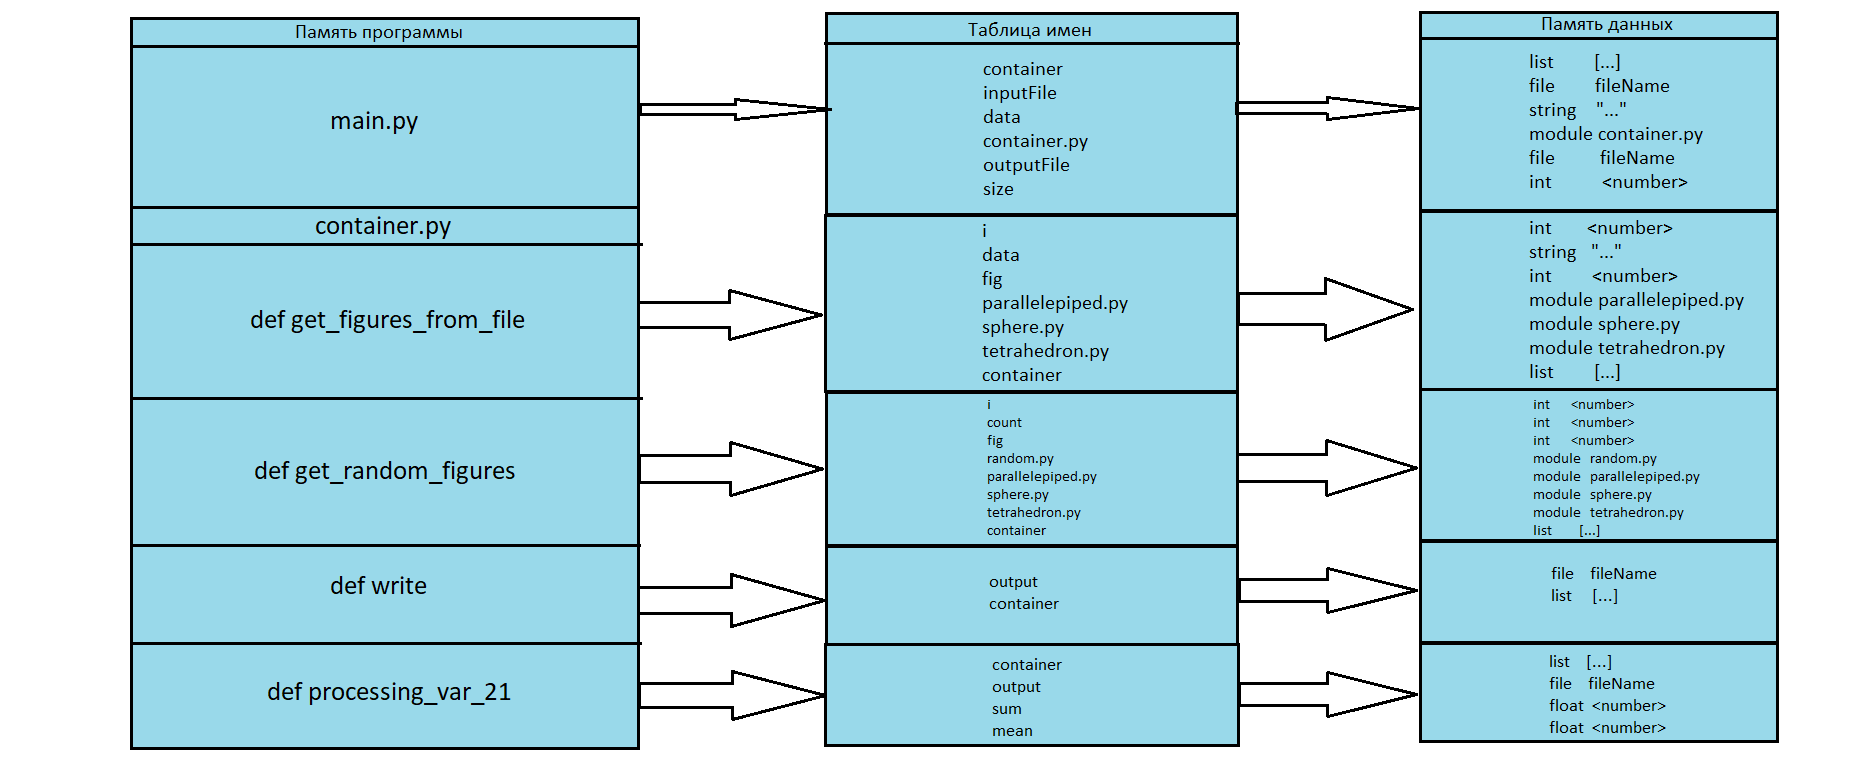 Память программы
main.py
container.py
def get_figures_from_file
def get_random_figures
def write
def processing_var_21
Таблица имен
container
inputFile
data
container.py
outputFile
size
i
data
fig
parallelepiped.py
sphere.py
tetrahedron.py
container
i
count
fig
random.py
parallelepiped.py
sphere.py
tetrahedron.py
container
output
container
container
output
sum
mean
Память данных
list [...]
file fileName
string "..."
module container.py
file fileName
int <number>
int <number>
string "..."
int <number>
module parallelepiped.py
module sphere.py
module tetrahedron.py
list [...]
int <number>
int <number>
int <number>
module random.py
module parallelepiped.py
module sphere.py
module tetrahedron.py
list [...]
file fileName
list [...]
list [...]
file fileName
float <number>
float <number>